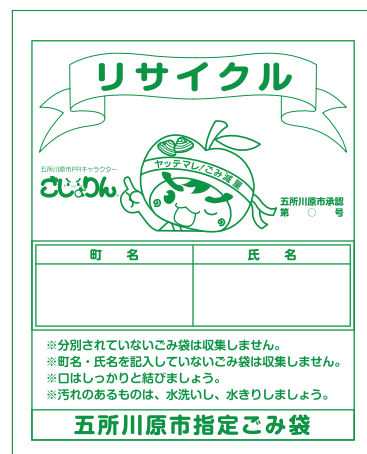 リサイクル
五所川原市PRキャラクター
ごしょりん
ヤッテマレ!ごみ減量
五所川原市承認
第 ○ 号
町 名 氏 名
※分別されていないごみ袋は収集しません。
※町名・氏名を記入していないごみ袋は収集しません。
※口はしっかりと結びましょう。
※汚れのあるものは、水洗いし、水きりしましょう。
五所川原市指定ごみ袋